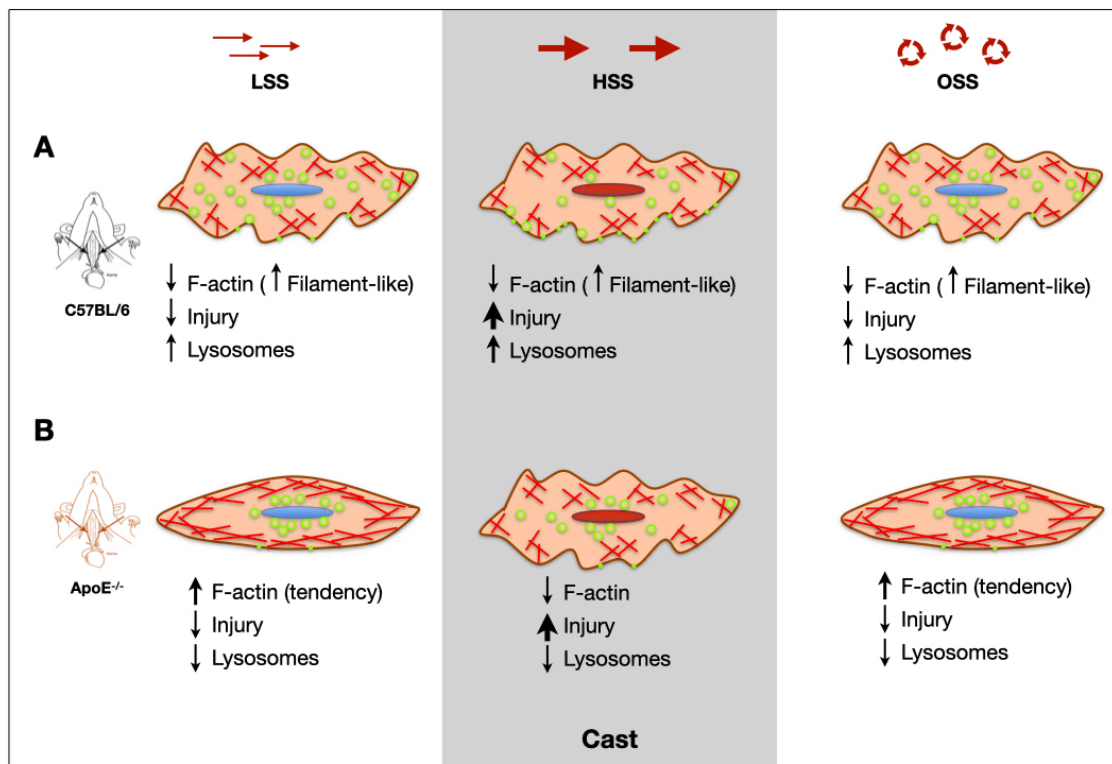 LSS HSS OSS
A
↓ F-actin (↑ Filament-like) ↓ F-actin (↑ Filament-like) ↓ F-actin (↑ Filament-like)
C57BL/6
↓ Injury ↑ Injury ↓ Injury
↑ Lysosomes ↑ Lysosomes ↑ Lysosomes
B
ApoE-/-
↑ F-actin (tendency) ↓ F-actin ↑ F-actin (tendency)
↓ Injury ↑ Injury ↓ Injury
↓ Lysosomes ↓ Lysosomes ↓ Lysosomes
Cast